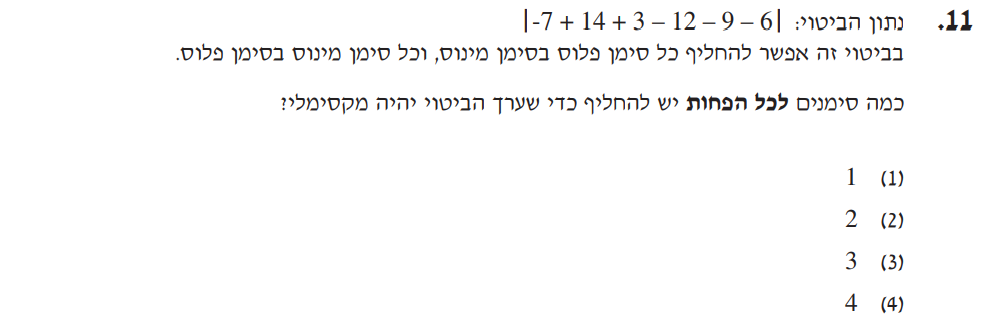 11. נתון הביטוי: |-7 + 14 + 3 – 12 – 9 – 6|
בביטוי זה אפשר להחליף כל סימן פלוס בסימן מינוס, וכל סימן מינוס בסימן פלוס.
כמה סימנים לכל הפחות יש להחליף כדי שערך הביטוי יהיה מקסימלי?
(1) 1
(2) 2
(3) 3
(4) 4